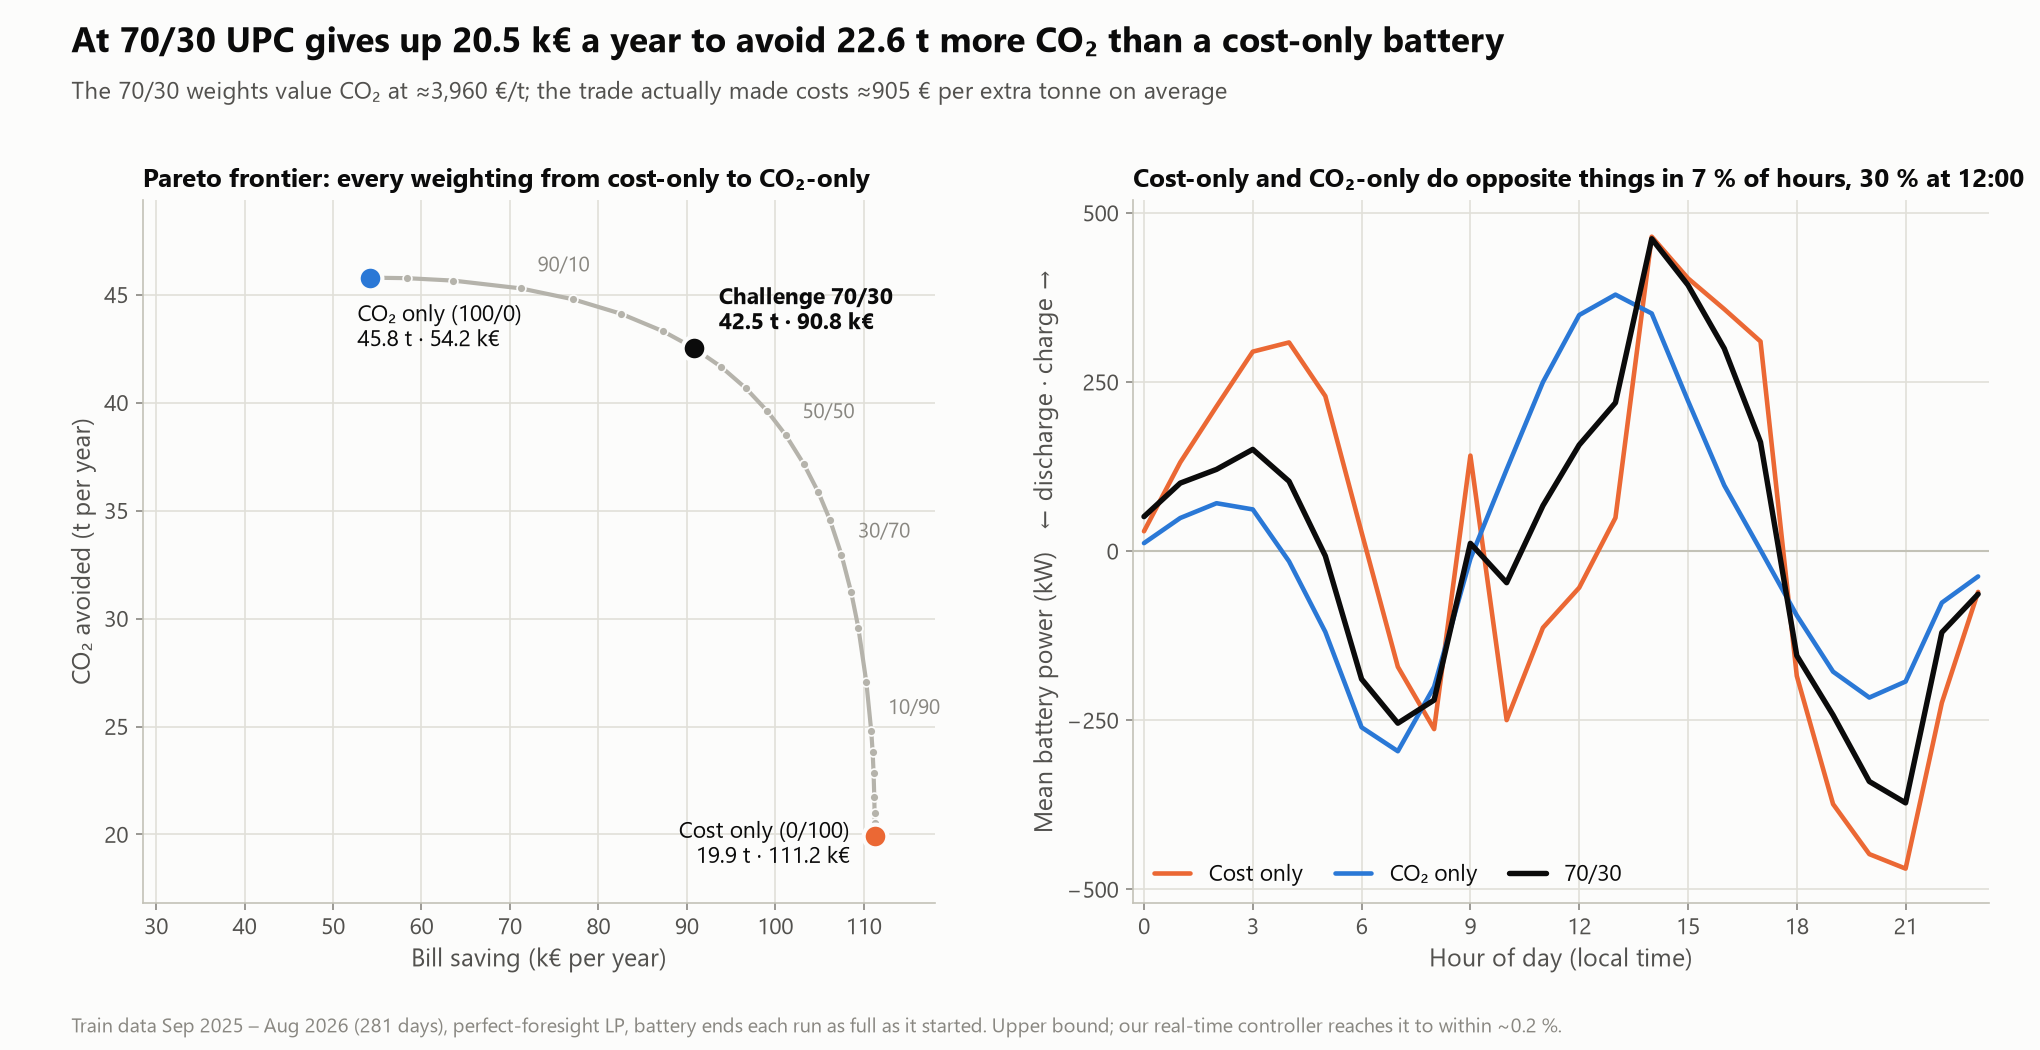 At 70/30 UPC gives up 20.5 k€ a year to avoid 22.6 t more CO₂ than a cost-only battery
The 70/30 weights value CO₂ at ≈3,960 €/t; the trade actually made costs ≈905 € per extra tonne on average
Pareto frontier: every weighting from cost-only to CO₂-only
CO₂ avoided (t per year)
45
40
35
30
25
20
90/10
Challenge 70/30
42.5 t · 90.8 k€
CO₂ only (100/0)
45.8 t · 54.2 k€
50/50
30/70
10/90
Cost only (0/100)
19.9 t · 111.2 k€
30 40 50 60 70 80 90 100 110
Bill saving (k€ per year)
Cost-only and CO₂-only do opposite things in 7 % of hours, 30 % at 12:00
Mean battery power (kW) ← discharge · charge →
500
250
0
−250
−500
Cost only CO₂ only 70/30
0 3 6 9 12 15 18 21
Hour of day (local time)
Train data Sep 2025 – Aug 2026 (281 days), perfect-foresight LP, battery ends each run as full as it started. Upper bound; our real-time controller reaches it to within ~0.2 %.